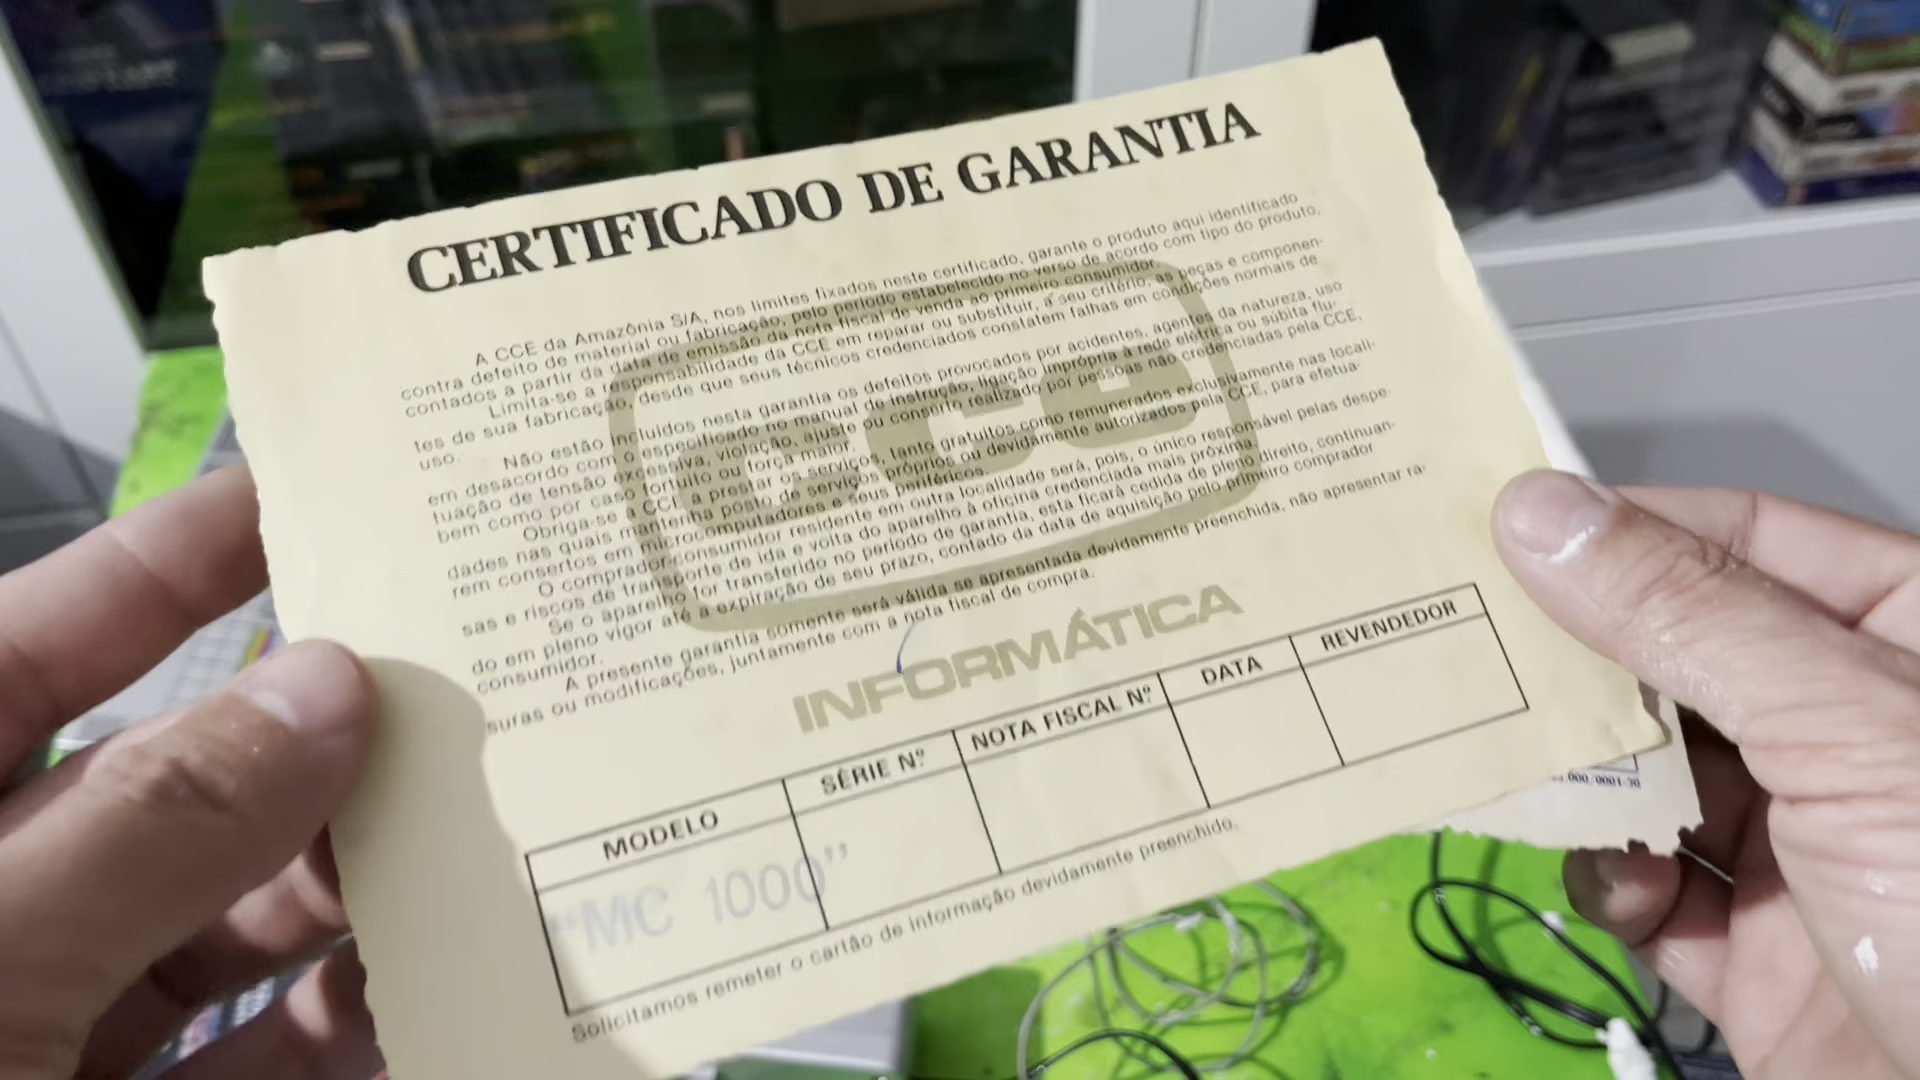 CERTIFICADO DE GARANTIA
A CCE da Amazônia S/A, nos limites fixados neste certificado, garante o produto aqui identificado
contra defeito de material ou fabricação, pelo período estabelecido no verso de acordo com tipo do produto,
contados a partir da data de emissão da nota fiscal de venda ao primeiro consumidor.
Limita-se a responsabilidade da CCE em reparar ou substituir, a seu critério, as peças e componen-
tes de sua fabricação, desde que seus técnicos credenciados constatem falhas em condições normais de
uso.
Não estão incluídos nesta garantia os defeitos provocados por acidentes, agentes da natureza, uso
em desacordo com o especificado no manual de instrução, ligação imprópria à rede elétrica ou súbita flu-
tuação de tensão excessiva, violação, ajuste ou conserto realizado por pessoas não credenciadas pela CCE,
bem como por caso fortuito ou força maior.
Obriga-se a CCE a prestar os serviços, tanto gratuitos como remunerados exclusivamente nas locali-
dades nas quais mantenha posto de serviços próprios ou devidamente autorizados pela CCE, para efetua-
rem consertos em microcomputadores e seus periféricos.
O comprador-consumidor residente em outra localidade será, pois, o único responsável pelas despe-
sas e riscos de transporte de ida e volta do aparelho à oficina credenciada mais próxima.
Se o aparelho for transferido no período de garantia, esta ficará cedida de pleno direito, continuan-
do em pleno vigor até a expiração de seu prazo, contado da data de aquisição pelo primeiro comprador
consumidor.
A presente garantia somente será válida se apresentada devidamente preenchida, não apresentar ra-
suras ou modificações, juntamente com a nota fiscal de compra.
cce
INFORMÁTICA
MODELO SÉRIE Nº NOTA FISCAL Nº DATA REVENDEDOR
“MC 1000”
Solicitamos remeter o cartão de informação devidamente preenchido.